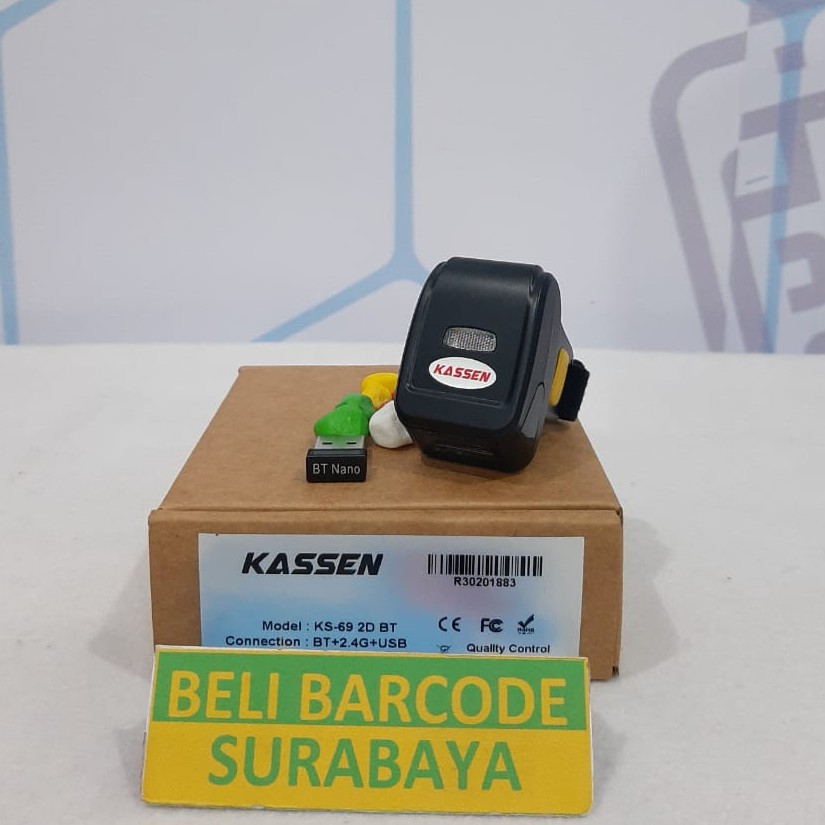 KASSEN
BT Nano
KASSEN
R30201883
Model : KS-69 2D BT
Connection : BT+2.4G+USB
CE FC RoHS
Quality Control
BELI BARCODE
SURABAYA